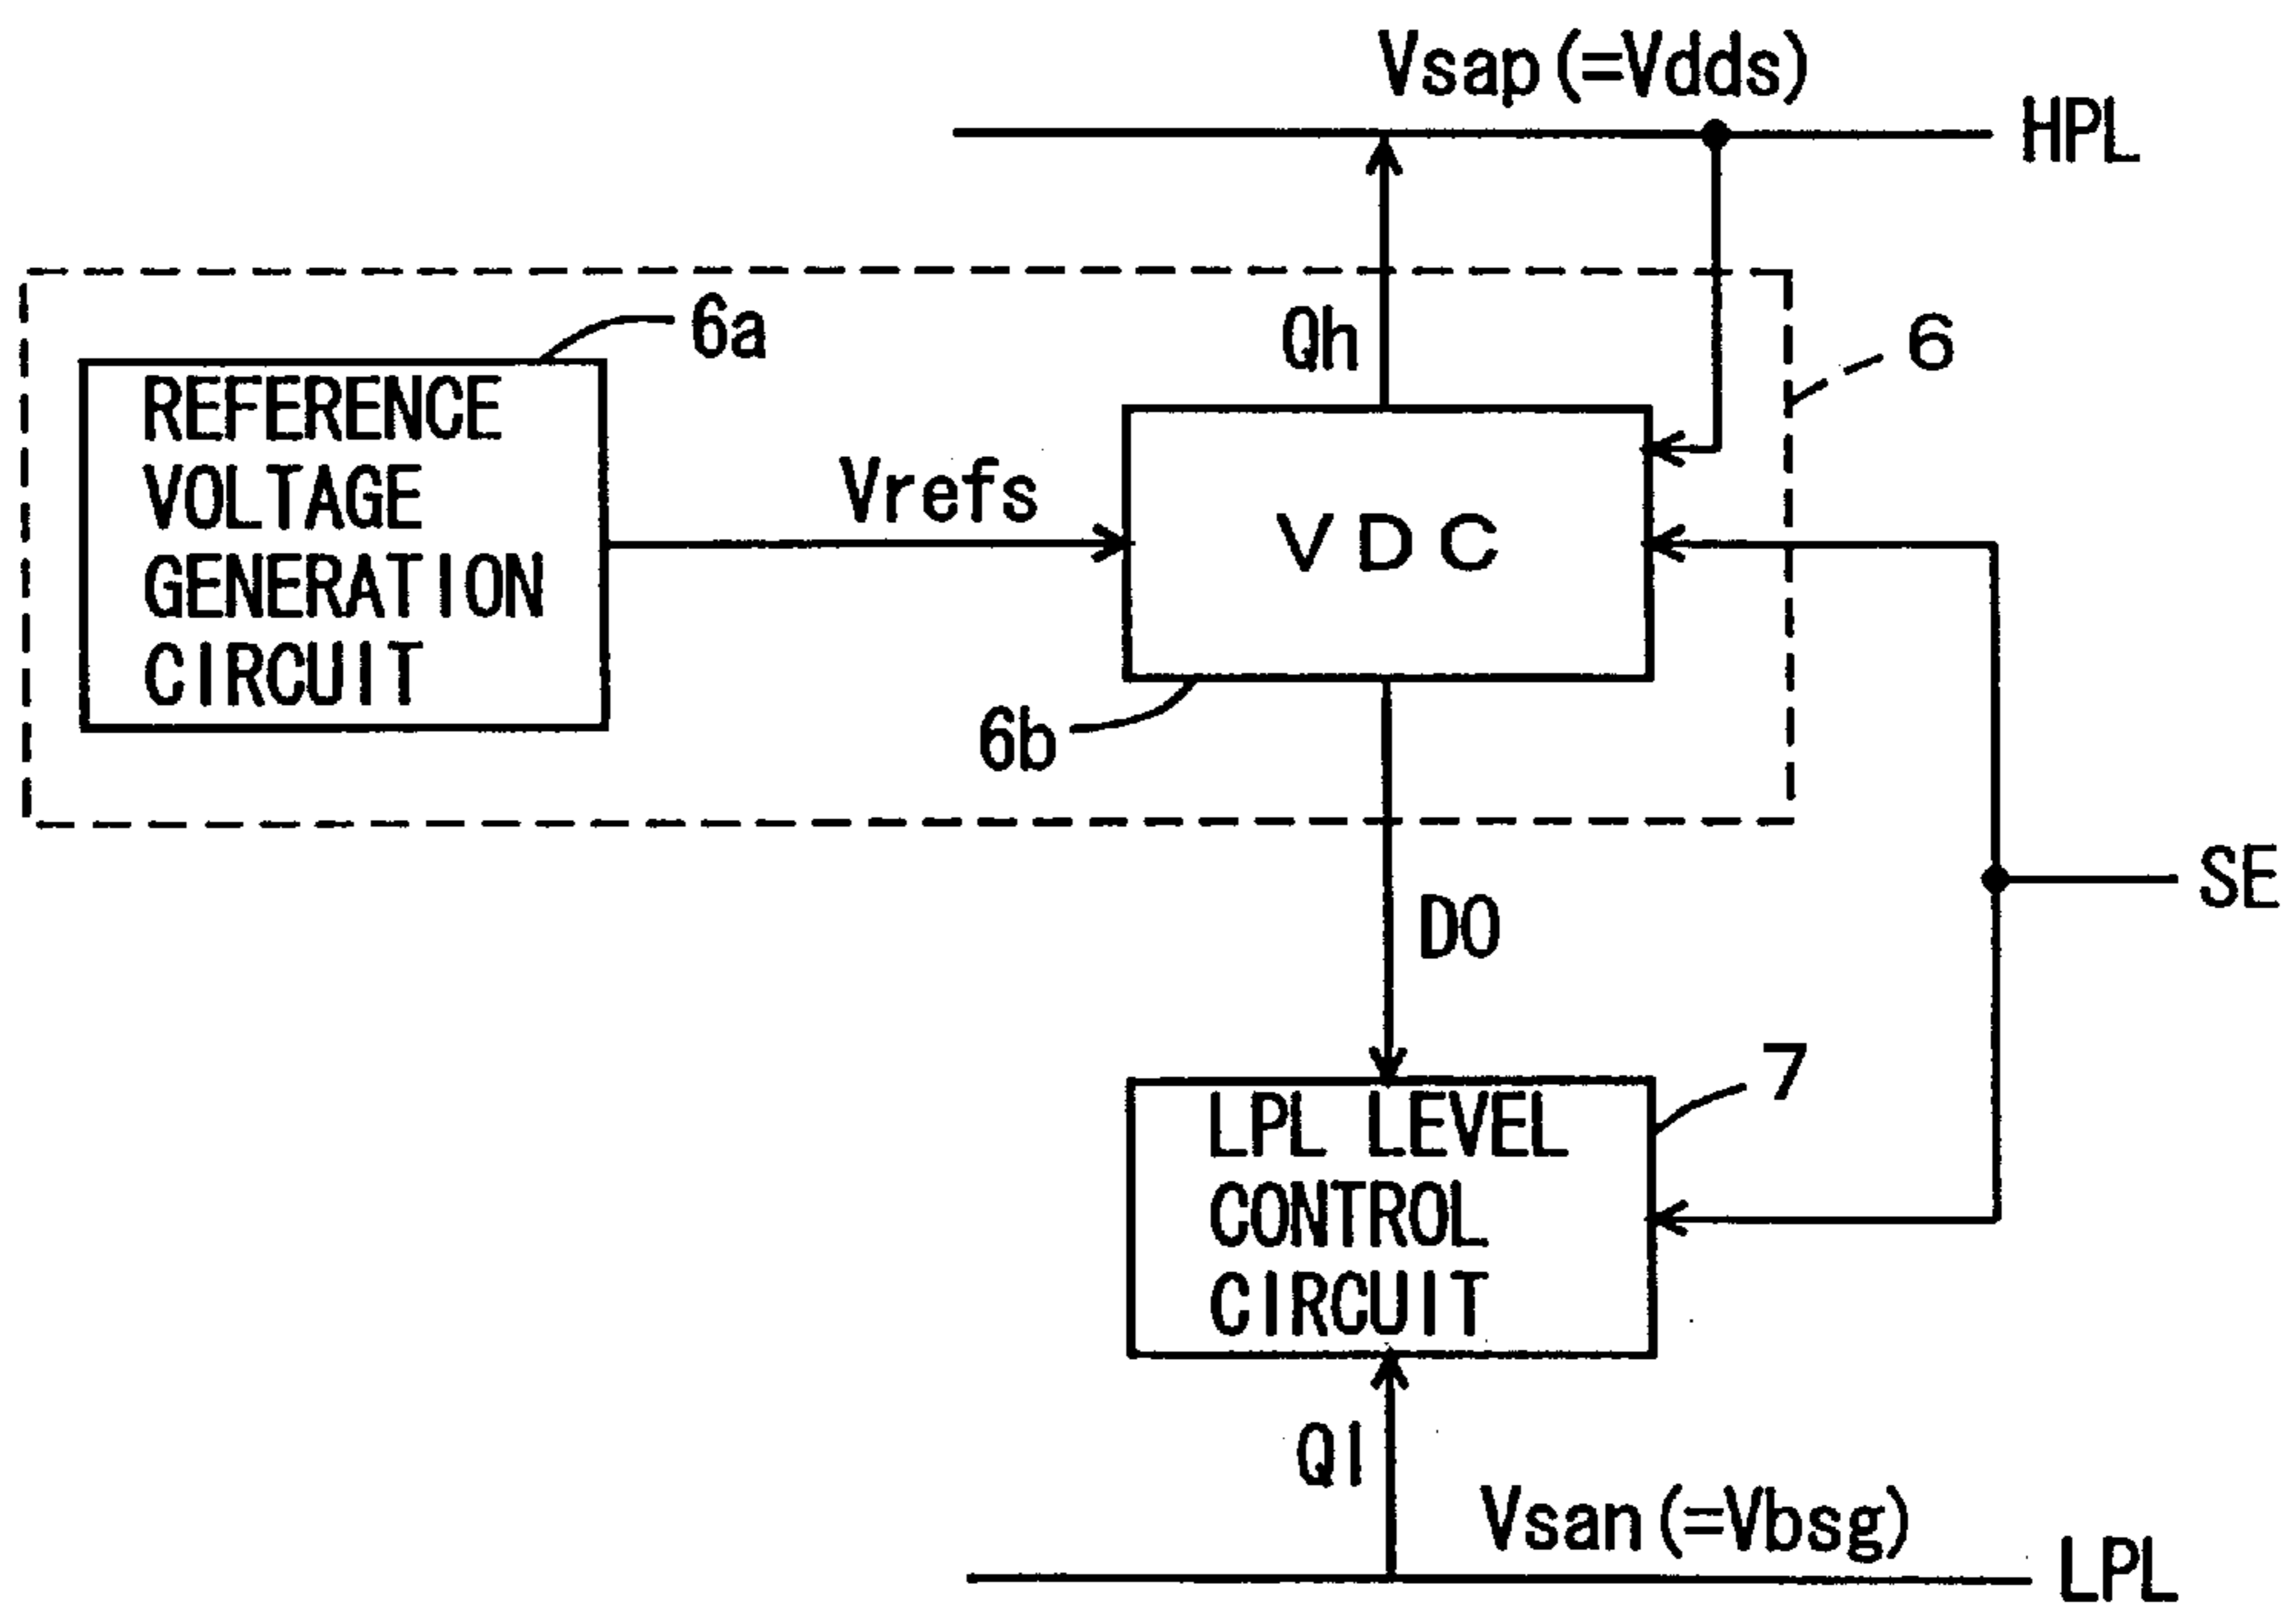 Vsap(=Vdds)
HPL
6a
Qh
6
REFERENCE
VOLTAGE
GENERATION
CIRCUIT
Vrefs
VDC
6b
SE
DO
7
LPL LEVEL
CONTROL
CIRCUIT
Ql
Vsan(=Vbsg)
LPL